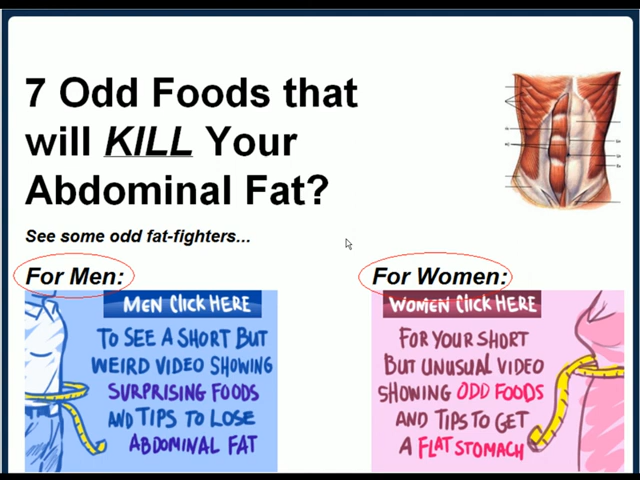 7 Odd Foods that
will KILL Your
Abdominal Fat?
See some odd fat-fighters...
For Men:
MEN CLICK HERE
TO SEE A SHORT BUT
WEIRD VIDEO SHOWING
SURPRISING FOODS
AND TIPS TO LOSE
ABDOMINAL FAT
For Women:
WOMEN CLICK HERE
FOR YOUR SHORT
BUT UNUSUAL VIDEO
SHOWING ODD FOODS
AND TIPS TO GET
A FLAT STOMACH